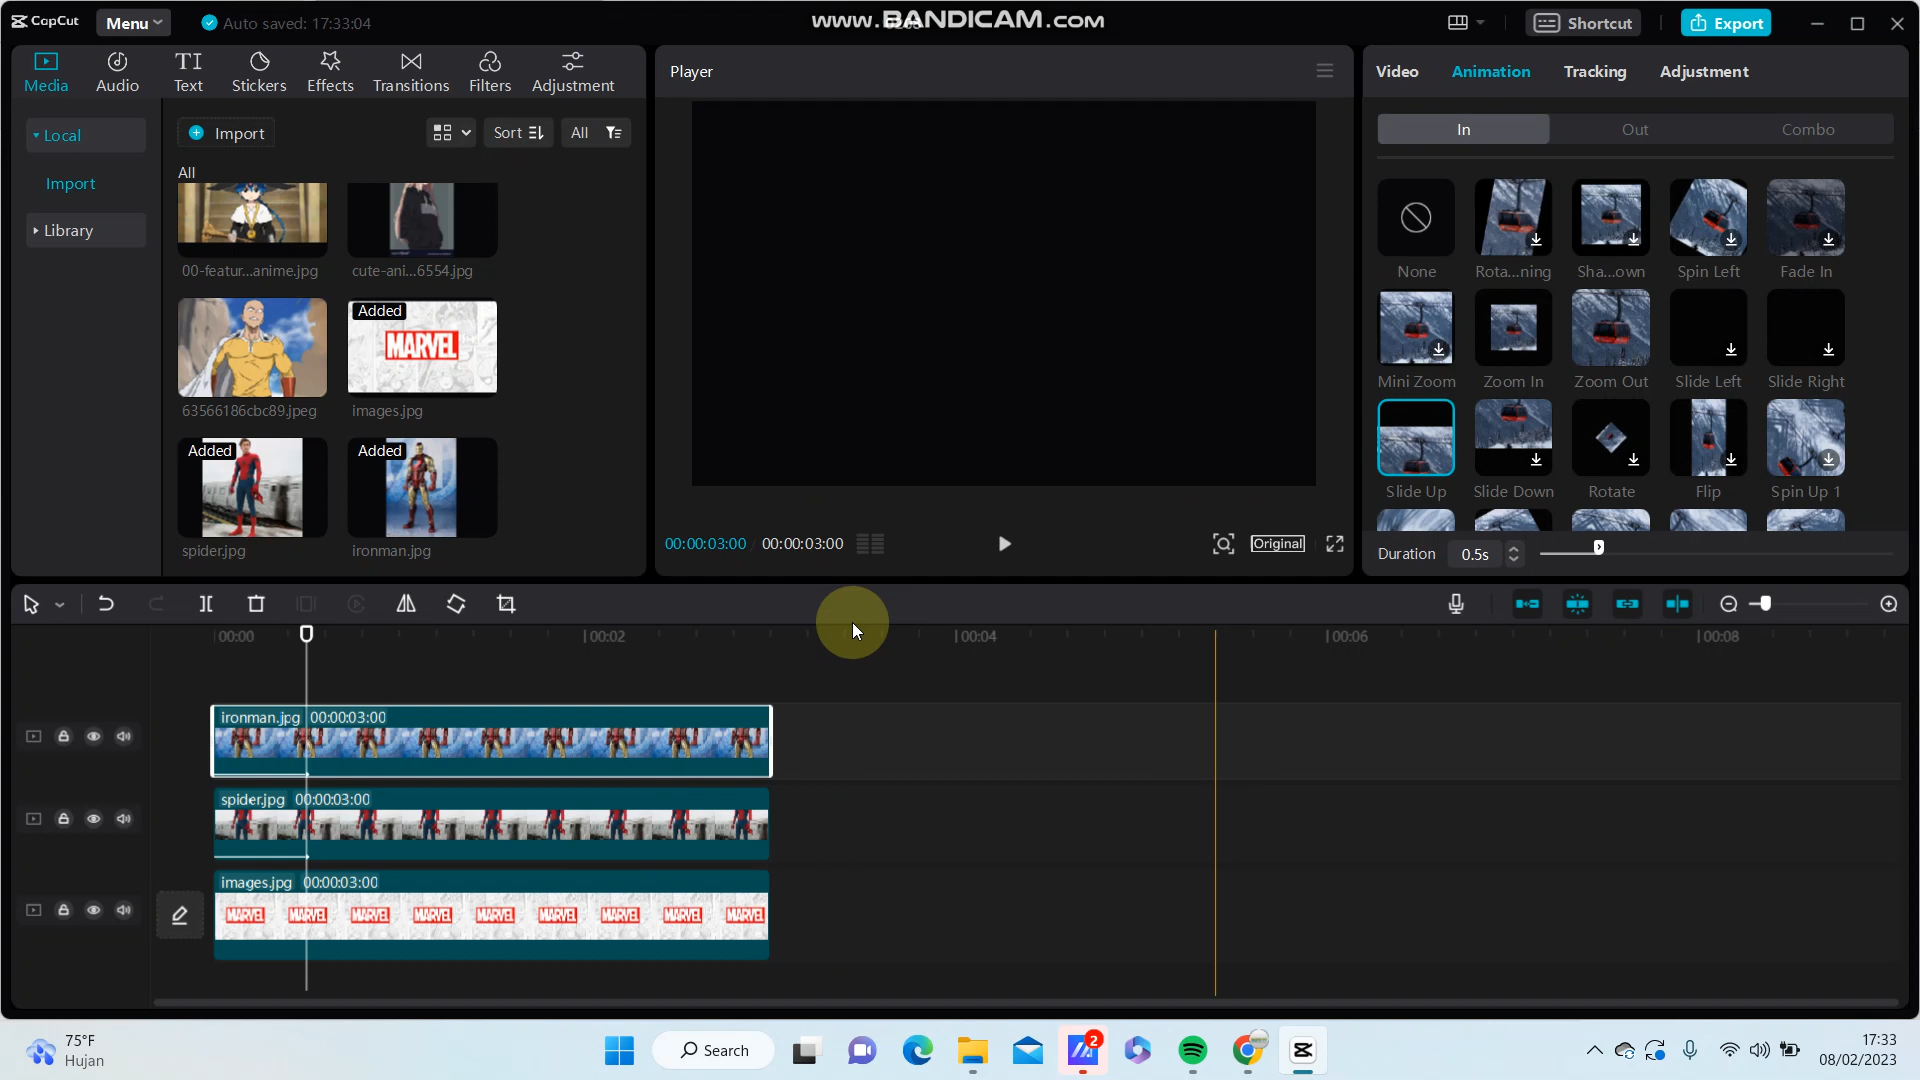 CapCut
Menu
Auto saved: 17:33:04
www.BANDICAM.com
Shortcut
Export
Media
Audio
Text
Stickers
Effects
Transitions
Filters
Adjustment
Player
Video
Animation
Tracking
Adjustment
Local
Import
Library
Import
Sort
All
All
00-featur...anime.jpg
cute-ani...6554.jpg
Added
MARVEL
63566186cbc89.jpeg
images.jpg
Added
Added
spider.jpg
ironman.jpg
00:00:03:00
00:00:03:00
Original
In
Out
Combo
None
Rota...ning
Sha...own
Spin Left
Fade In
Mini Zoom
Zoom In
Zoom Out
Slide Left
Slide Right
Slide Up
Slide Down
Rotate
Flip
Spin Up 1
Duration
0.5s
00:00
00:02
00:04
00:06
00:08
ironman.jpg 00:00:03:00
spider.jpg 00:00:03:00
images.jpg 00:00:03:00
MARVEL MARVEL MARVEL MARVEL MARVEL MARVEL MARVEL MARVEL MARVEL
75°F
Hujan
Search
2
17:33
08/02/2023